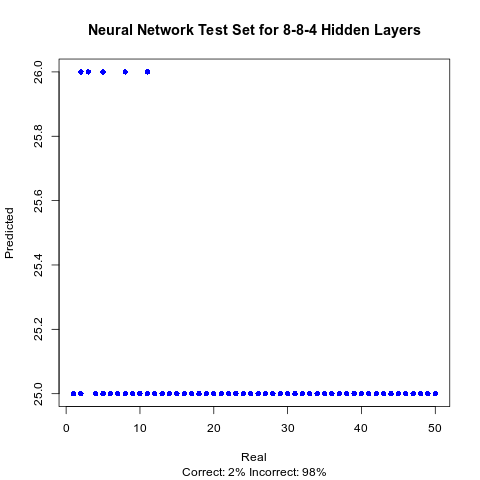 Neural Network Test Set for 8-8-4 Hidden Layers
Predicted
26.0
25.8
25.6
25.4
25.2
25.0
0 10 20 30 40 50
Real
Correct: 2% Incorrect: 98%